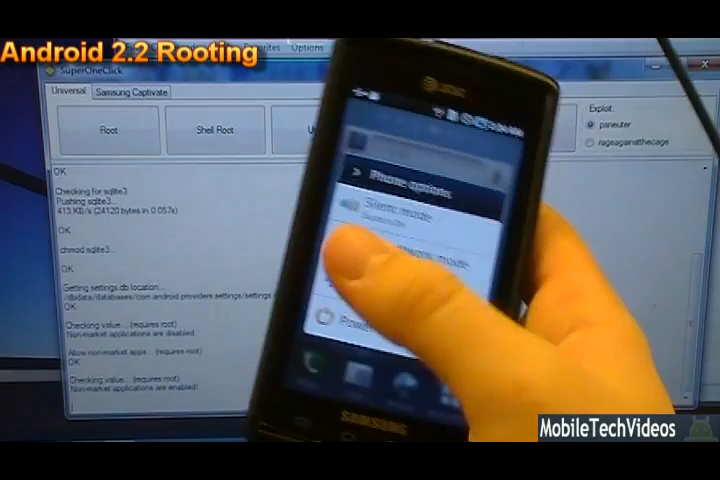 Android 2.2 Rooting
Options
SuperOneClick
Universal
Samsung Captivate
Root
Shell Root
Exploit:
psneuter
rageagainstthecage
OK
Checking for sqlite3
Pushing sqlite3...
413 KB/s (24120 bytes in 0.057s)
OK
chmod sqlite3...
OK
Getting settings.db location...
/dbdata/databases/com.android.providers.settings/settings
OK
Checking value... (requires root)
Non-market applications are disabled.
Allow non-market apps... (requires root)
OK
Checking value... (requires root)
Non-market applications are enabled!
at&t
Phone options
Silent mode
mode
SAMSUNG
MobileTechVideos